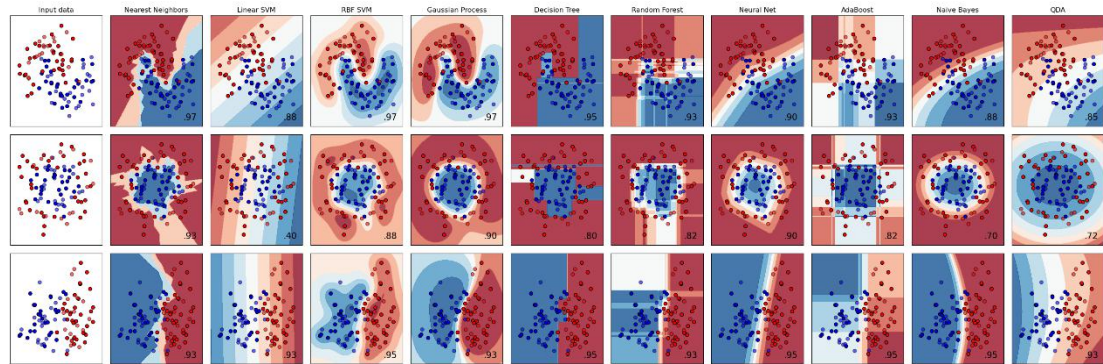 Input data Nearest Neighbors Linear SVM RBF SVM Gaussian Process Decision Tree Random Forest Neural Net AdaBoost Naive Bayes QDA
.97 .88 .97 .97 .95 .93 .90 .93 .88 .85
.93 .40 .88 .90 .80 .82 .90 .82 .70 .72
.93 .93 .95 .93 .95 .93 .95 .95 .95 .93